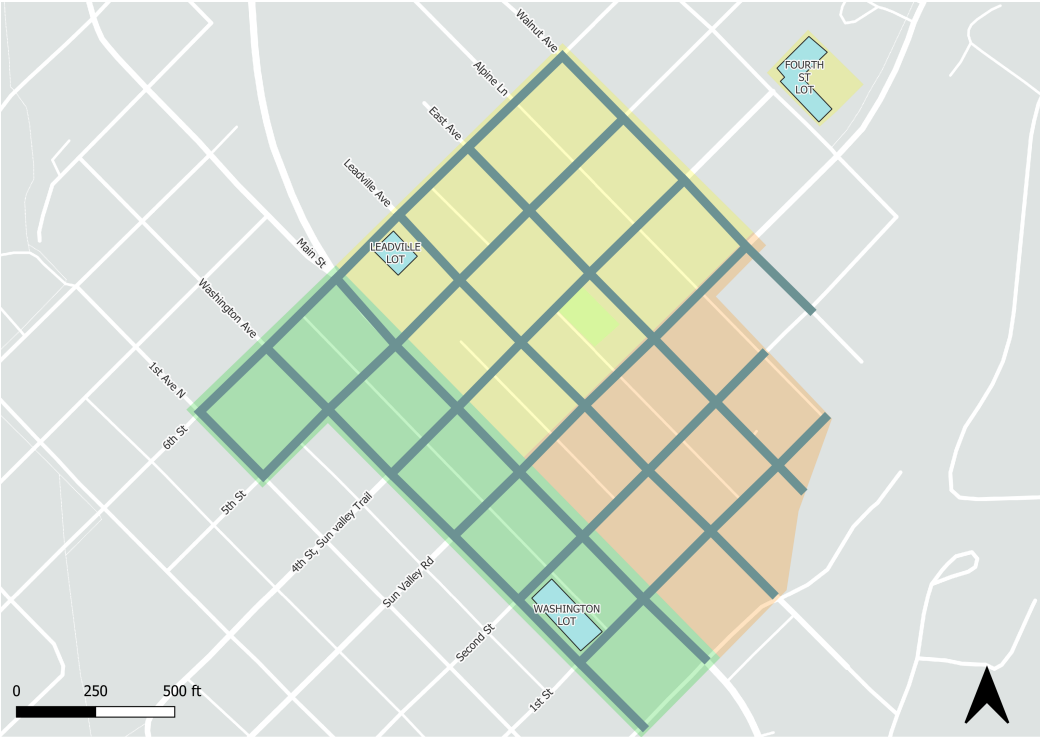 Walnut Ave
Alpine Ln
East Ave
Leadville Ave
Main St
Washington Ave
1st Ave N
6th St
5th St
4th St, Sun valley Trail
Sun Valley Rd
Second St
1st St
FOURTH
ST
LOT
LEADVILLE
LOT
WASHINGTON
LOT
0 250 500 ft